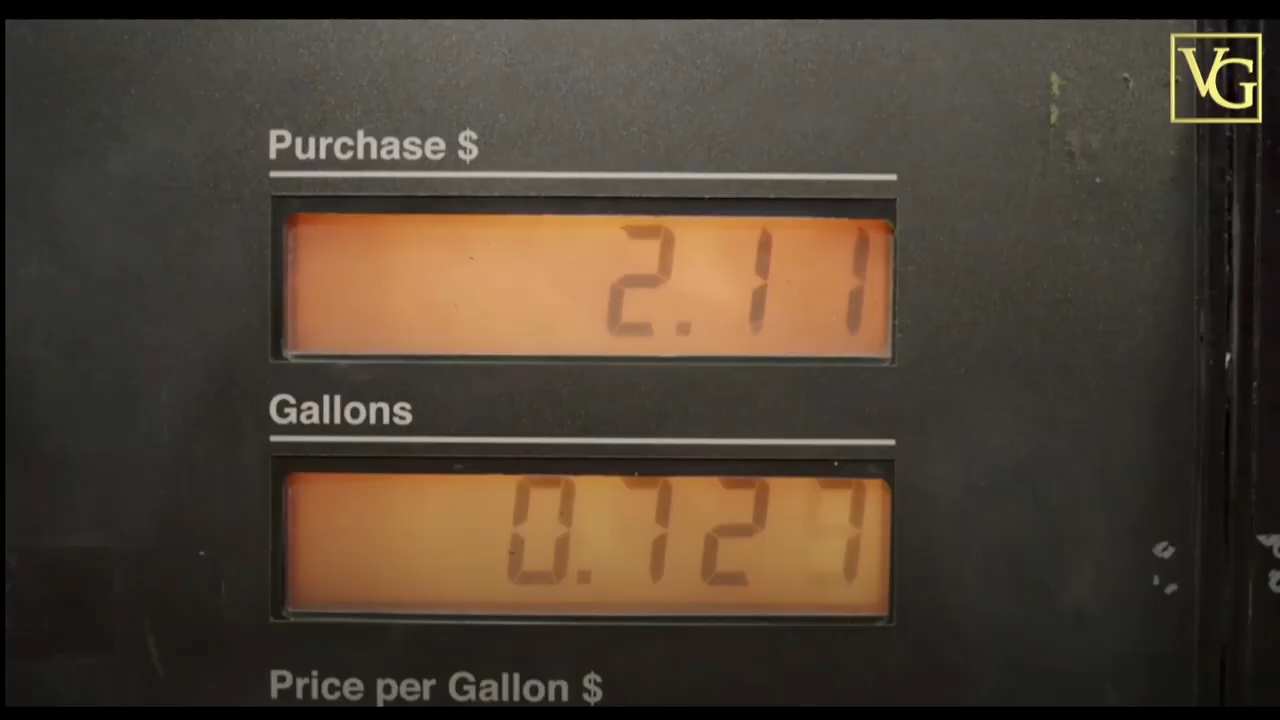 VG
Purchase $
2.11
Gallons
0.727
Price per Gallon $